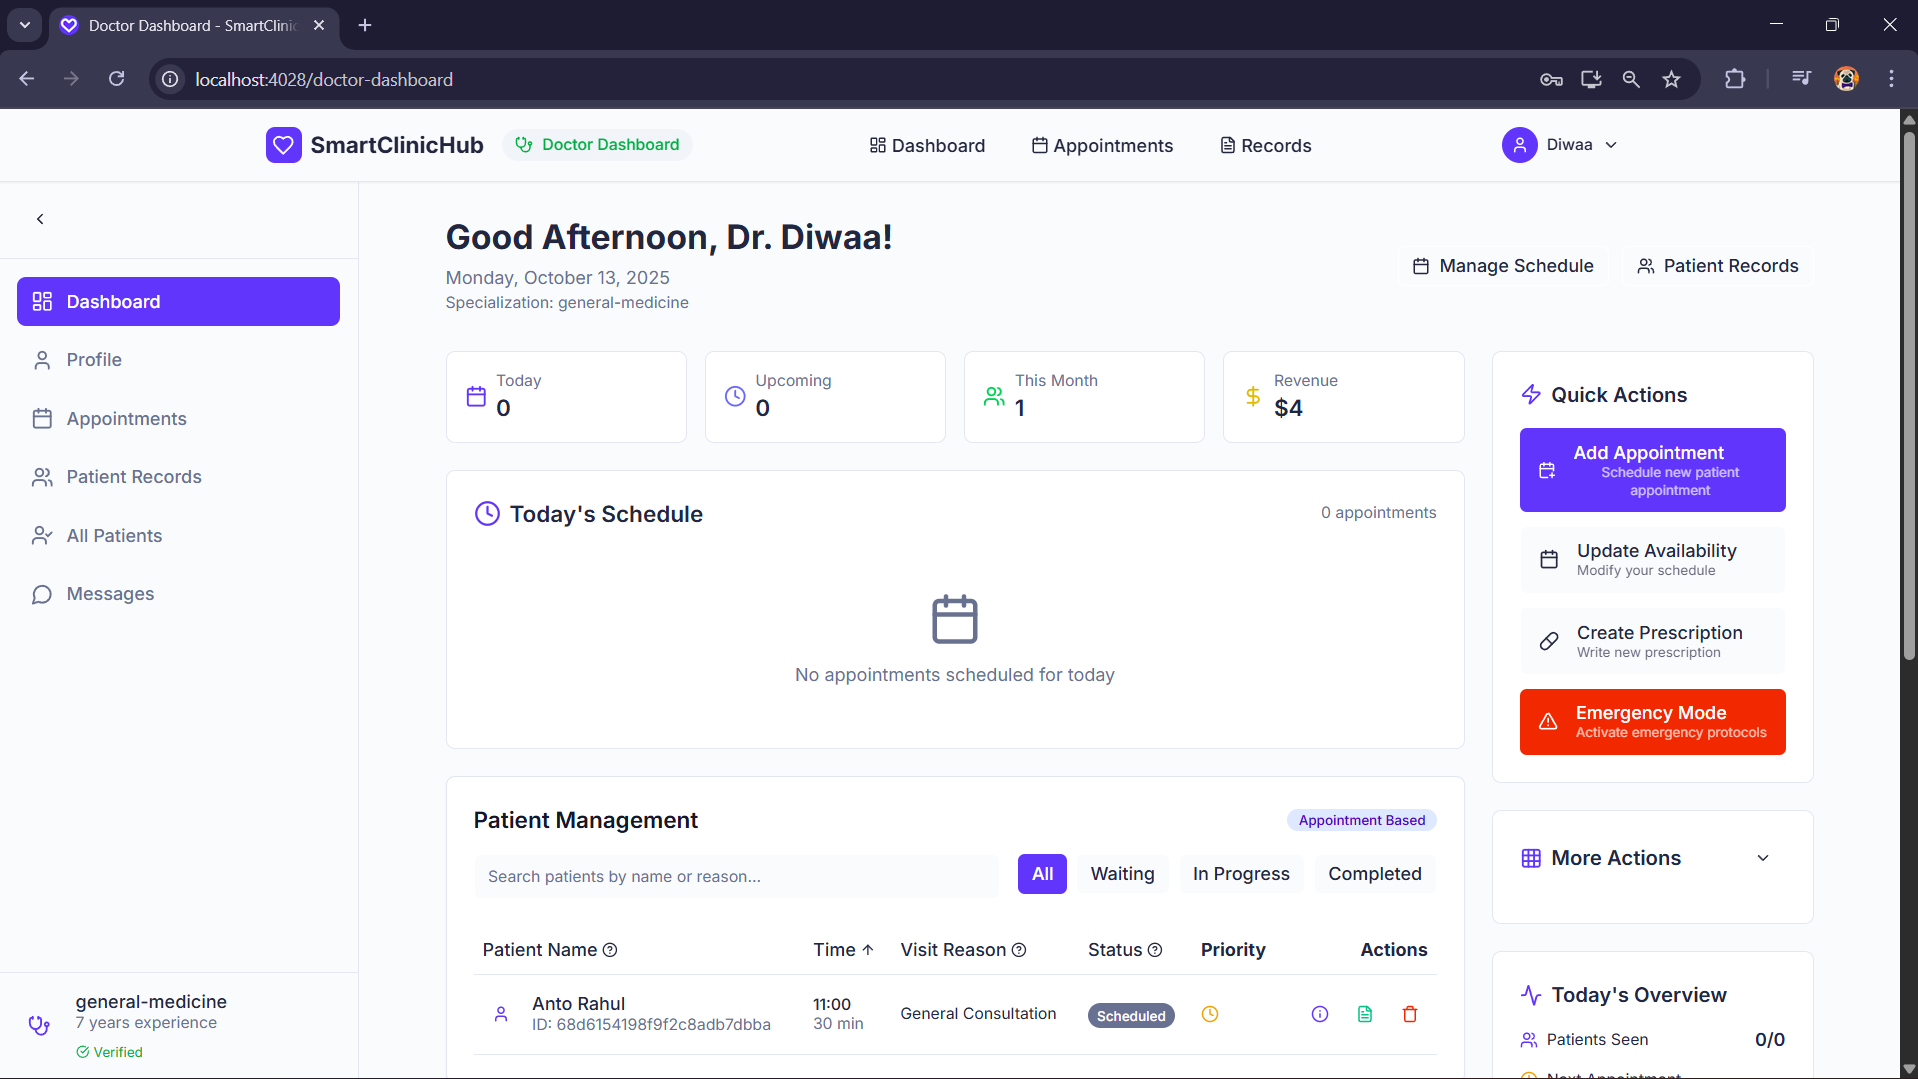 Doctor Dashboard - SmartClinic
localhost:4028/doctor-dashboard
SmartClinicHub
Doctor Dashboard
Dashboard
Appointments
Records
Diwaa
Dashboard
Profile
Appointments
Patient Records
All Patients
Messages
general-medicine
7 years experience
Verified
Good Afternoon, Dr. Diwaa!
Monday, October 13, 2025
Specialization: general-medicine
Manage Schedule
Patient Records
Today
0
Upcoming
0
This Month
1
Revenue
$4
Today's Schedule
0 appointments
No appointments scheduled for today
Patient Management
Appointment Based
Search patients by name or reason...
All
Waiting
In Progress
Completed
Patient Name
Time
Visit Reason
Status
Priority
Actions
Anto Rahul
ID: 68d6154198f9f2c8adb7dbba
11:00
30 min
General Consultation
Scheduled
Quick Actions
Add Appointment
Schedule new patient
appointment
Update Availability
Modify your schedule
Create Prescription
Write new prescription
Emergency Mode
Activate emergency protocols
More Actions
Today's Overview
Patients Seen
0/0
Next Appointment